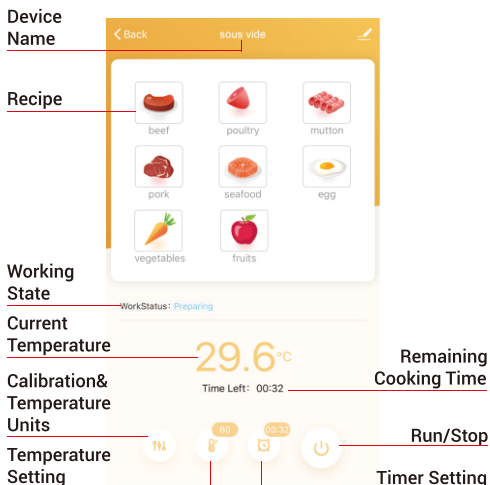 Device
Name
Back
sous vide
Recipe
beef
poultry
mutton
pork
seafood
egg
vegetables
fruits
Working
State
WorkStatus: Preparing
Current
Temperature
29.6°C
Remaining
Cooking Time
Time Left: 00:32
Calibration&
Temperature
Units
60
00:32
Run/Stop
Temperature
Setting
Timer Setting